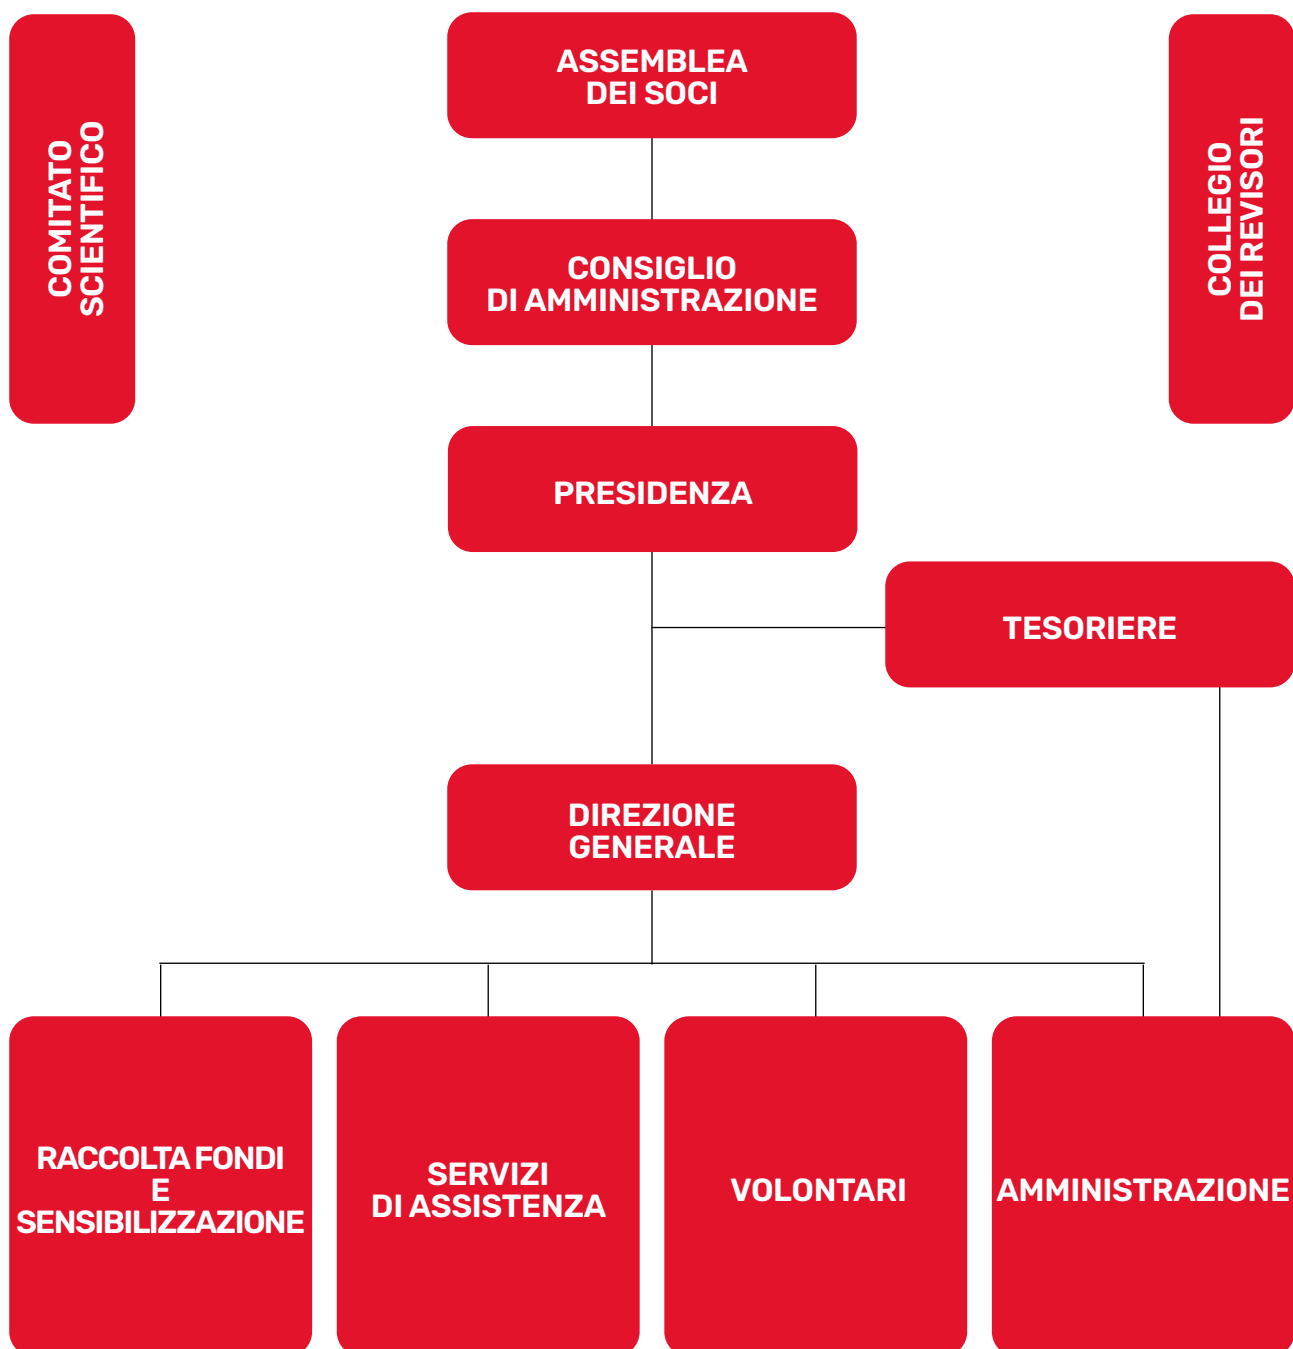 COMITATO
SCIENTIFICO
ASSEMBLEA
DEI SOCI
COLLEGIO
DEI REVISORI
CONSIGLIO
DI AMMINISTRAZIONE
PRESIDENZA
TESORIERE
DIREZIONE
GENERALE
RACCOLTA FONDI
E
SENSIBILIZZAZIONE
SERVIZI
DI ASSISTENZA
VOLONTARI
AMMINISTRAZIONE